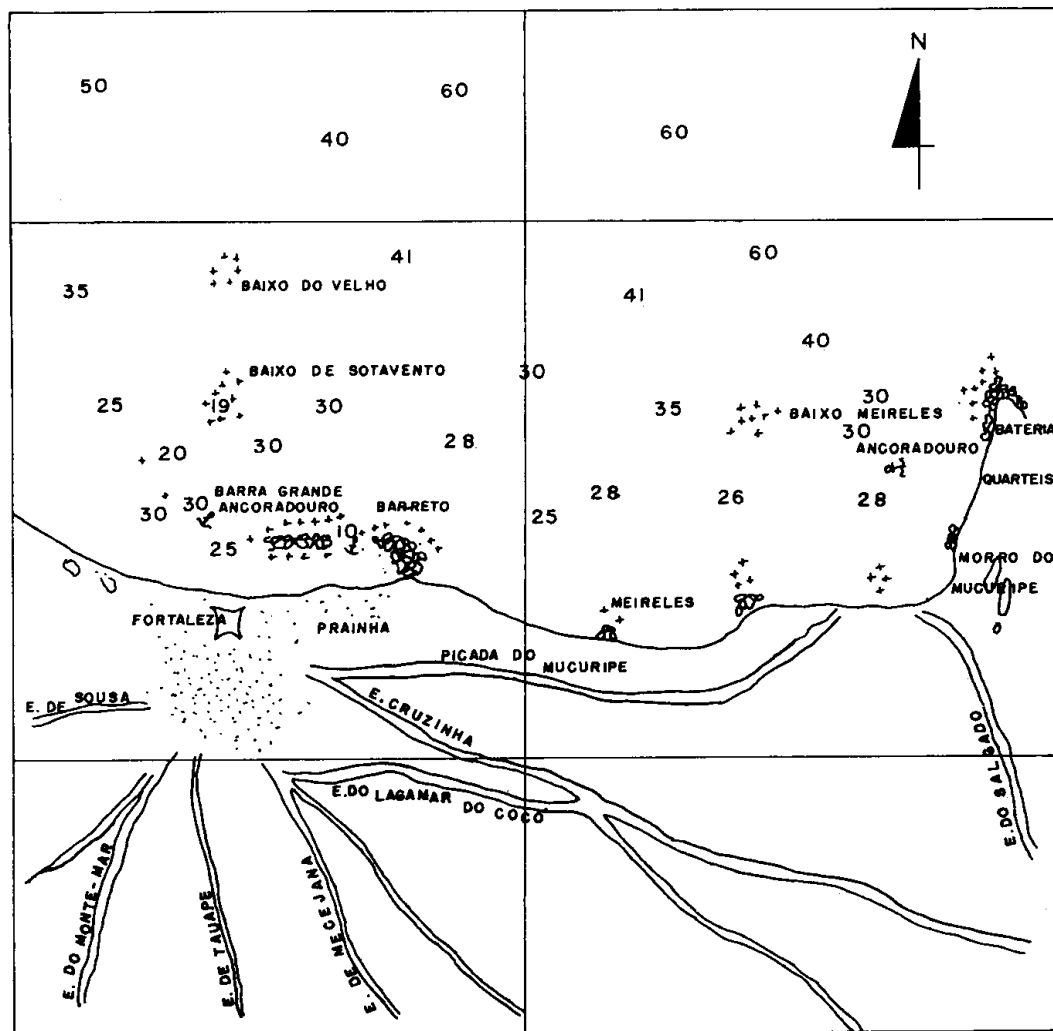 N
50
60
40
60
60
41
BAIXO DO VELHO
35
41
40
BAIXO DE SOTAVENTO
30
25
19
30
35
30
BAIXO MEIRELES
30
BATERIA
28
30
ANCORADOURO
20
BARRA GRANDE
ANCORADOURO
30
30
BARRETO
28
26
28
QUARTEIS
25
10
25
MORRO DO
MUCURIPE
MEIRELES
FORTALEZA
PRAINHA
PICADA DO
MUCURIPE
E. DE SOUSA
E. CRUZINHA
E. DO SALGADO
E. DO LAGAMAR DO COCÓ
E. DO MONTE-MAR
E. DE TAUAPE
E. DE MECEJANA